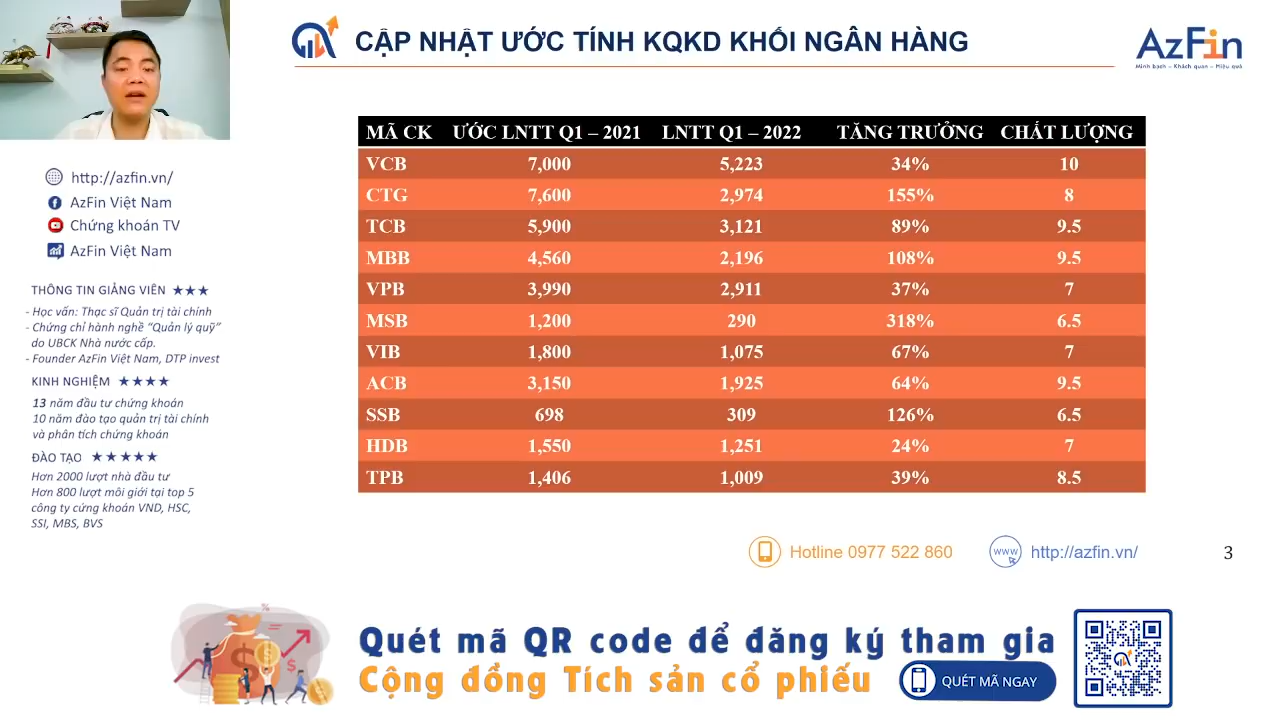 CẬP NHẬT ƯỚC TÍNH KQKD KHỐI NGÂN HÀNG
AzFin
Minh bạch – Khách quan – Hiệu quả
http://azfin.vn/
AzFin Việt Nam
Chứng khoán TV
AzFin Việt Nam
THÔNG TIN GIẢNG VIÊN ★★★
- Học vấn: Thạc sĩ Quản trị tài chính
- Chứng chỉ hành nghề "Quản lý quỹ"
do UBCK Nhà nước cấp.
- Founder AzFin Việt Nam, DTP invest
KINH NGHIỆM ★★★★
13 năm đầu tư chứng khoán
10 năm đào tạo quản trị tài chính
và phân tích chứng khoán
ĐÀO TẠO ★★★★★
Hơn 2000 lượt nhà đầu tư
Hơn 800 lượt môi giới tại top 5
công ty cứng khoán VND, HSC,
SSI, MBS, BVS
MÃ CK ƯỚC LNTT Q1 – 2021 LNTT Q1 – 2022 TĂNG TRƯỞNG CHẤT LƯỢNG
VCB 7,000 5,223 34% 10
CTG 7,600 2,974 155% 8
TCB 5,900 3,121 89% 9.5
MBB 4,560 2,196 108% 9.5
VPB 3,990 2,911 37% 7
MSB 1,200 290 318% 6.5
VIB 1,800 1,075 67% 7
ACB 3,150 1,925 64% 9.5
SSB 698 309 126% 6.5
HDB 1,550 1,251 24% 7
TPB 1,406 1,009 39% 8.5
Hotline 0977 522 860
www http://azfin.vn/
3
Quét mã QR code để đăng ký tham gia
Cộng đồng Tích sản cổ phiếu
QUÉT MÃ NGAY